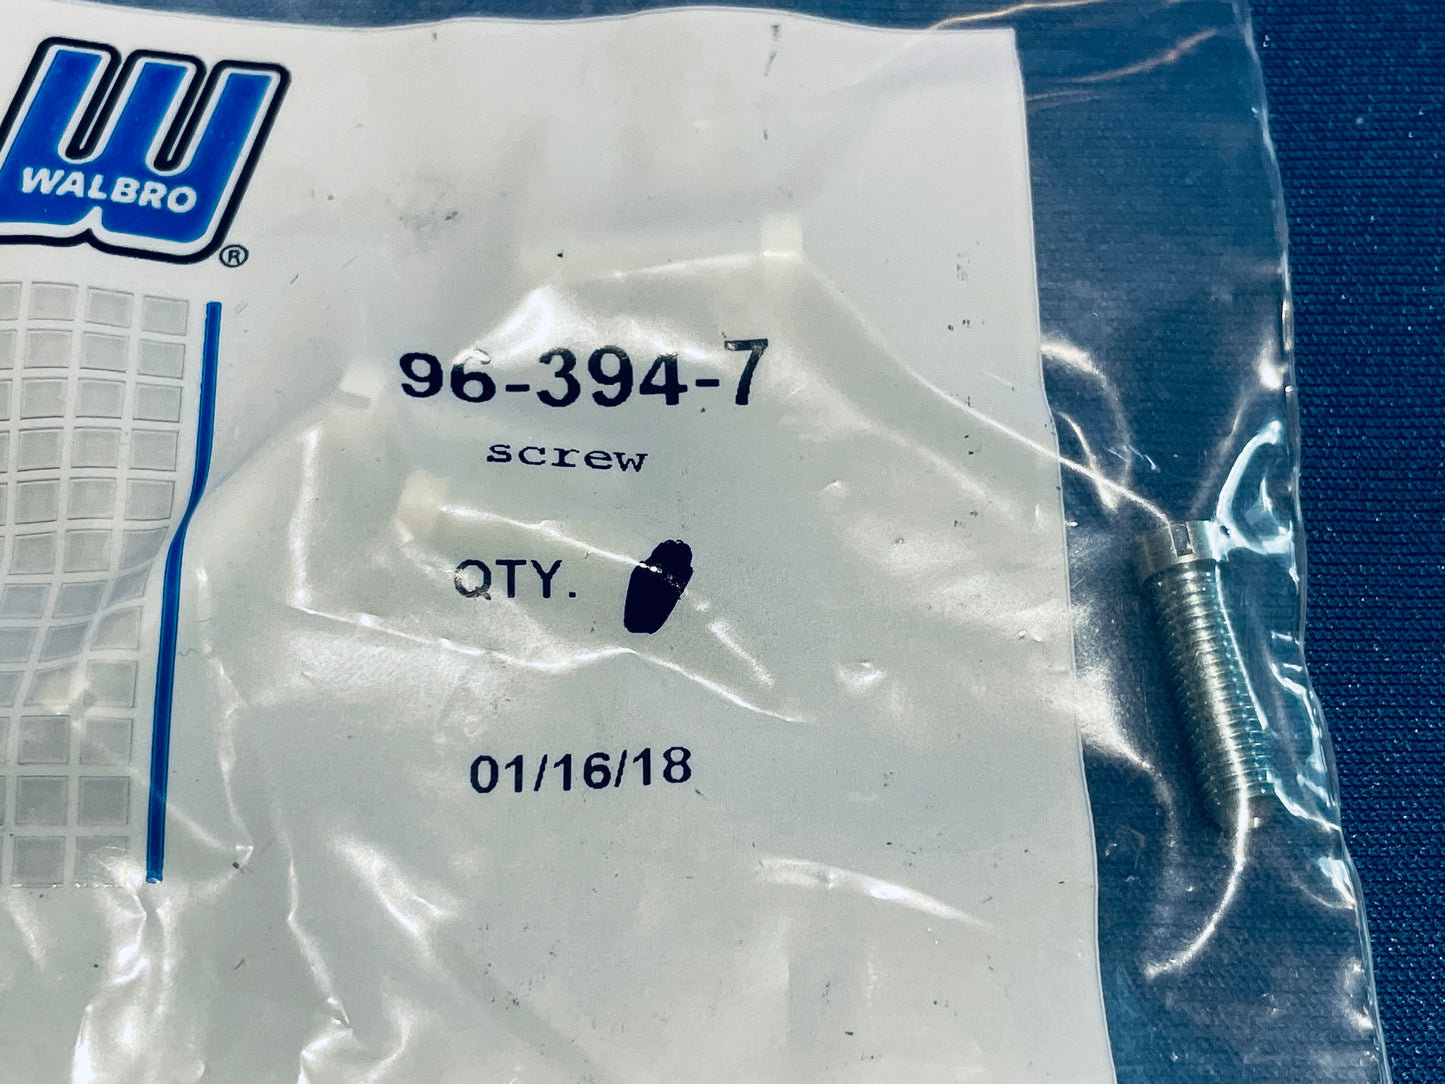 WALBRO
®
96-394-7
screw
QTY.
01/16/18